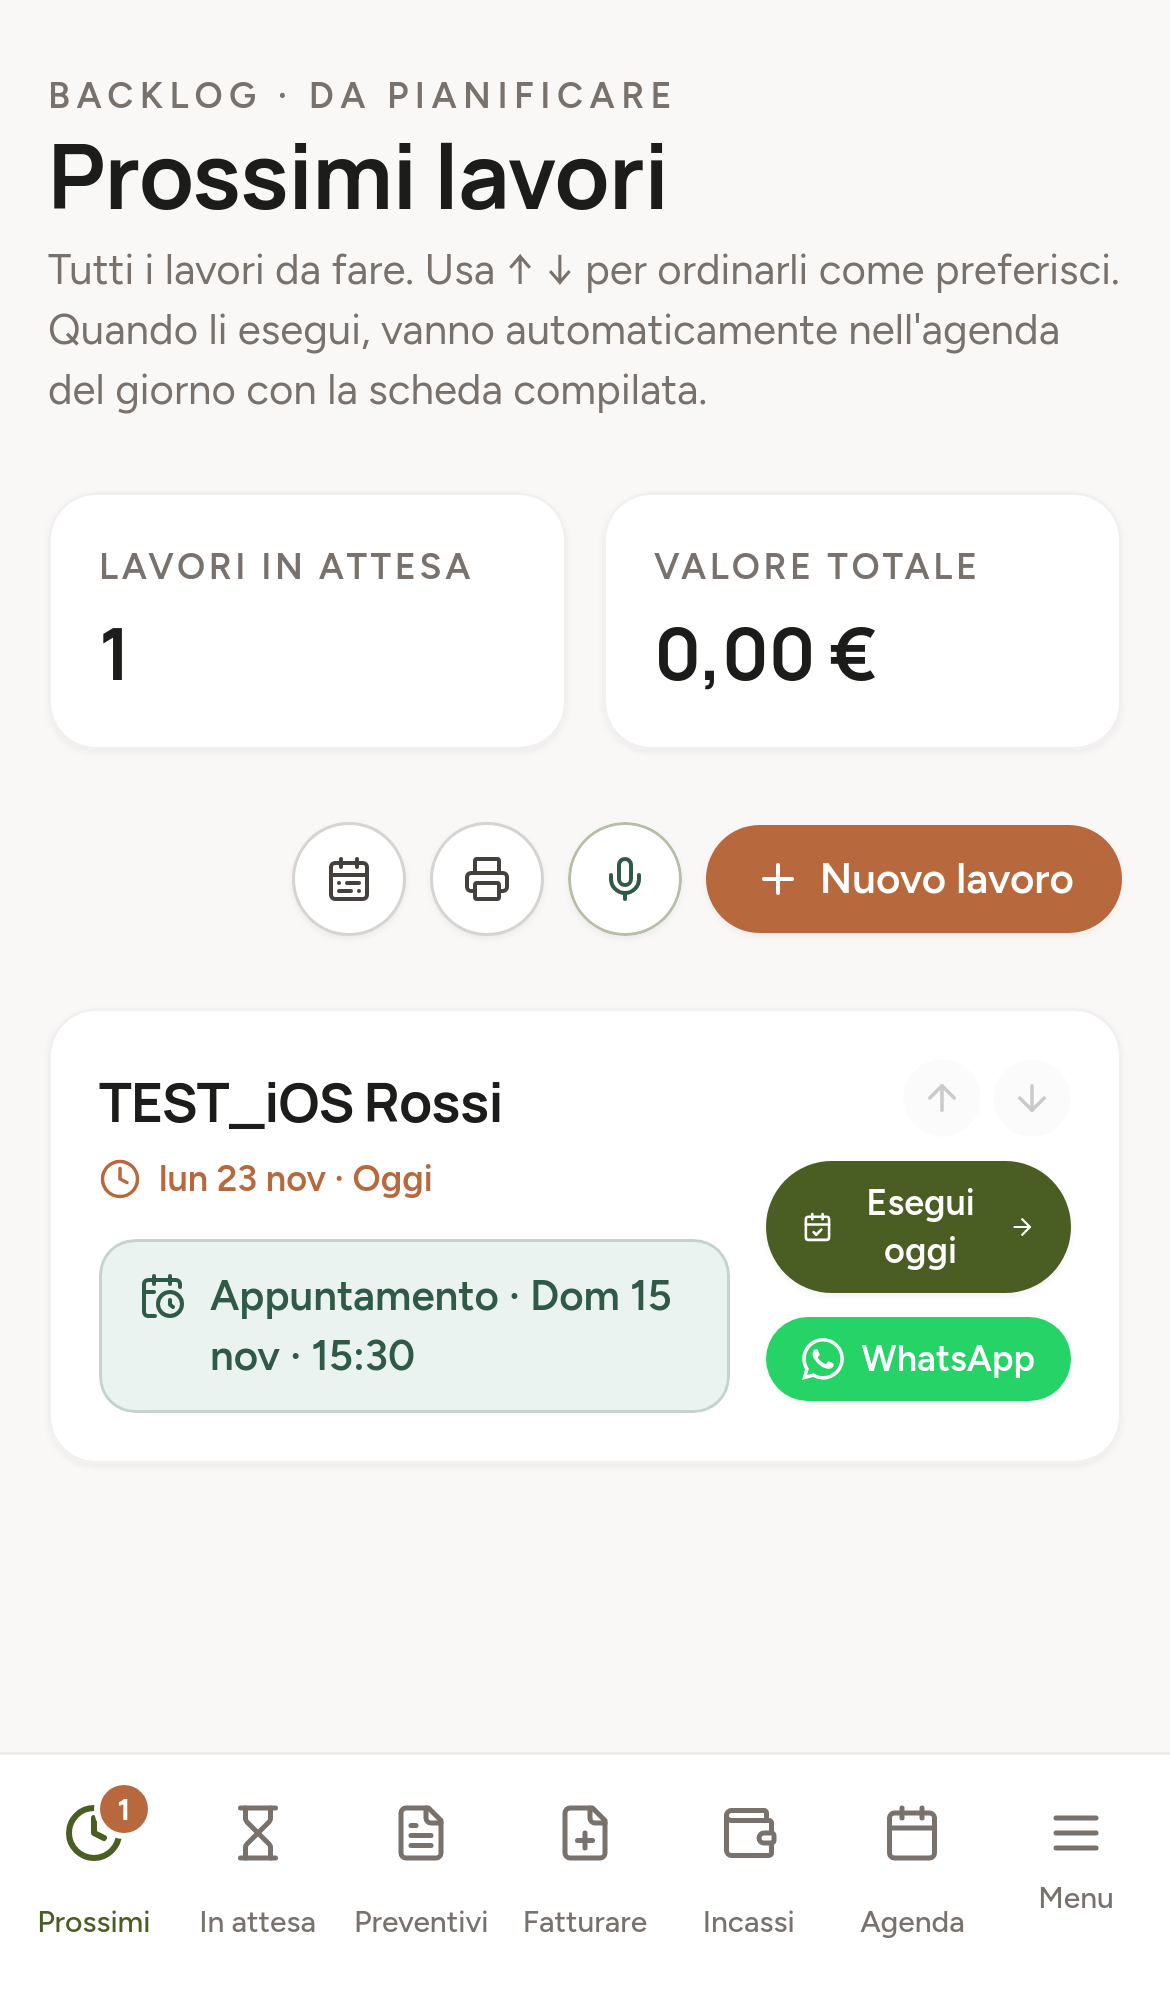 BACKLOG · DA PIANIFICARE
Prossimi lavori
Tutti i lavori da fare. Usa ↑ ↓ per ordinarli come preferisci.
Quando li esegui, vanno automaticamente nell'agenda
del giorno con la scheda compilata.
LAVORI IN ATTESA
1
VALORE TOTALE
0,00 €
+ Nuovo lavoro
TEST_iOS Rossi
lun 23 nov · Oggi
Appuntamento · Dom 15
nov · 15:30
Esegui
oggi →
WhatsApp
1
Prossimi
In attesa
Preventivi
Fatturare
Incassi
Agenda
Menu